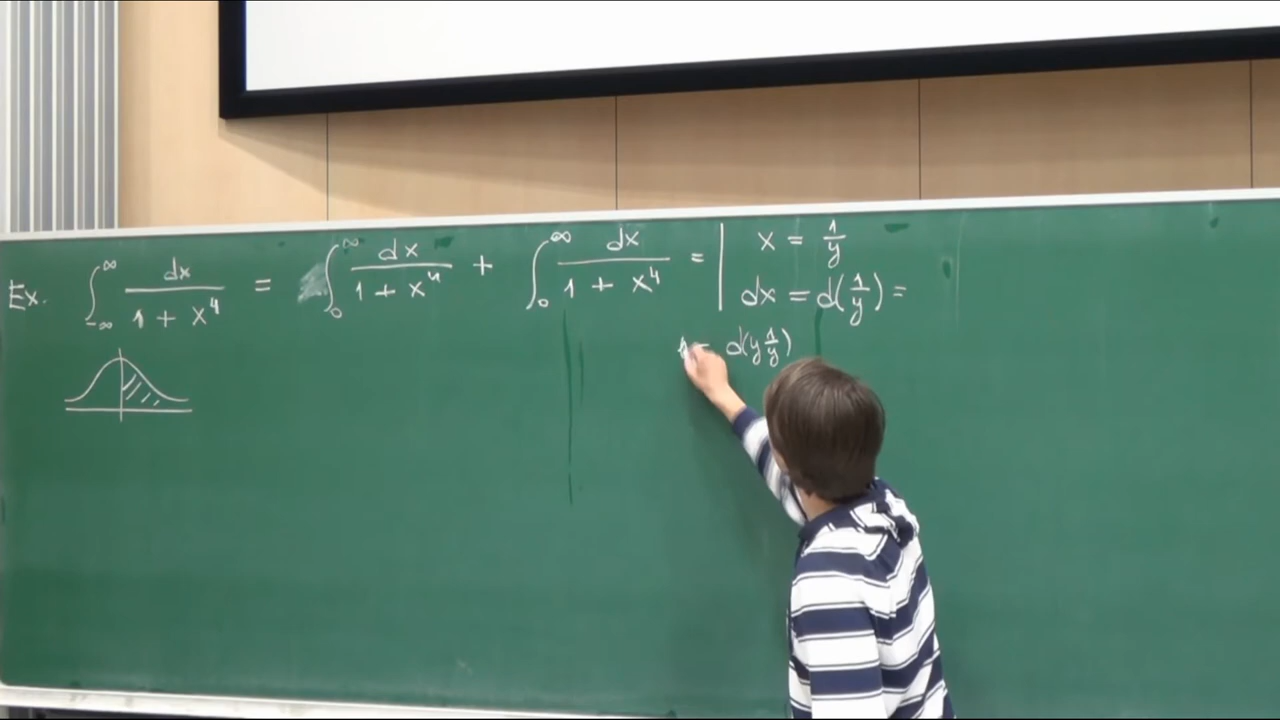 Ex. ∫_{-∞}^{∞} dx / (1 + x⁴) = ∫_0^∞ dx / (1 + x⁴) + ∫_0^∞ dx / (1 + x⁴) = | x = 1/y
dx = d(1/y) =
d(y 1/y)